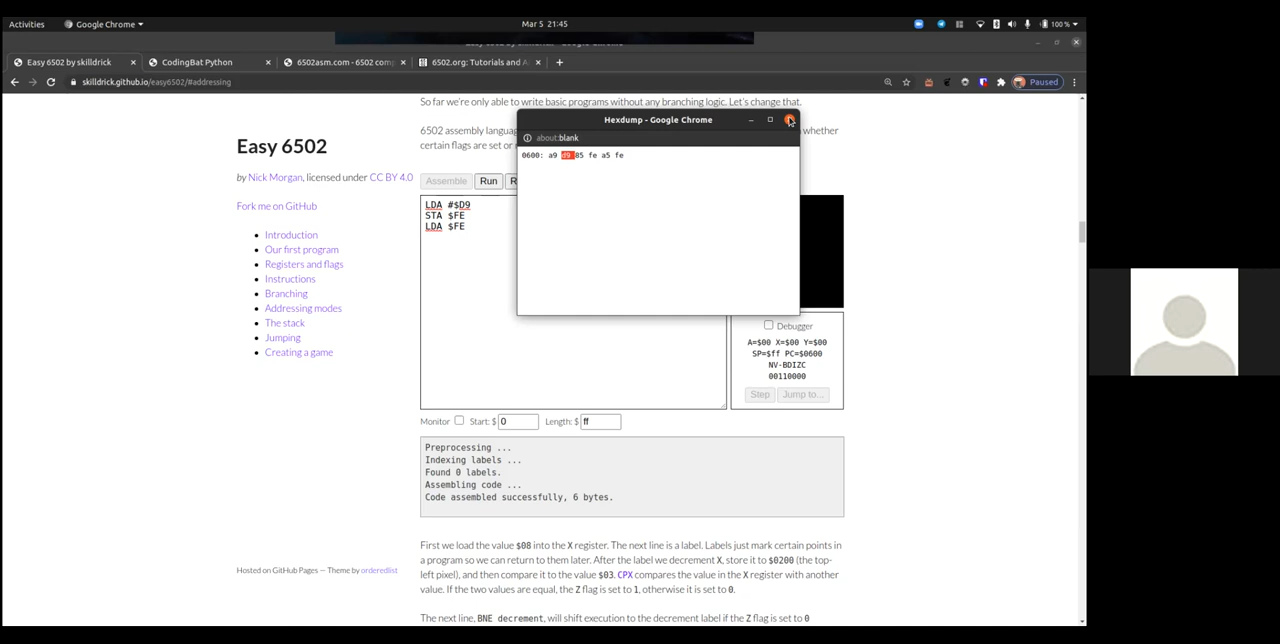 Activities
Google Chrome
Mar 5 21:45
100 %
Easy 6502 by skilldrick
CodingBat Python
6502asm.com - 6502 comp
6502.org: Tutorials and A
skilldrick.github.io/easy6502/#addressing
Paused
So far we're only able to write basic programs without any branching logic. Let's change that.
6502 assembly languag
whether
certain flags are set or
Hexdump - Google Chrome
about:blank
0600: a9 d9 85 fe a5 fe
Easy 6502
by Nick Morgan, licensed under CC BY 4.0
Fork me on GitHub
Introduction
Our first program
Registers and flags
Instructions
Branching
Addressing modes
The stack
Jumping
Creating a game
Assemble
Run
R
LDA #$D9
STA $FE
LDA $FE
Debugger
A=$00 X=$00 Y=$00
SP=$ff PC=$0600
NV-BDIZC
00110000
Step
Jump to...
Monitor
Start: $ 0
Length: $ ff
Preprocessing ...
Indexing labels ...
Found 0 labels.
Assembling code ...
Code assembled successfully, 6 bytes.
First we load the value $08 into the X register. The next line is a label. Labels just mark certain points in
a program so we can return to them later. After the label we decrement X, store it to $0200 (the top-
left pixel), and then compare it to the value $03. CPX compares the value in the X register with another
value. If the two values are equal, the Z flag is set to 1, otherwise it is set to 0.
The next line, BNE decrement, will shift execution to the decrement label if the Z flag is set to 0
Hosted on GitHub Pages — Theme by orderedlist